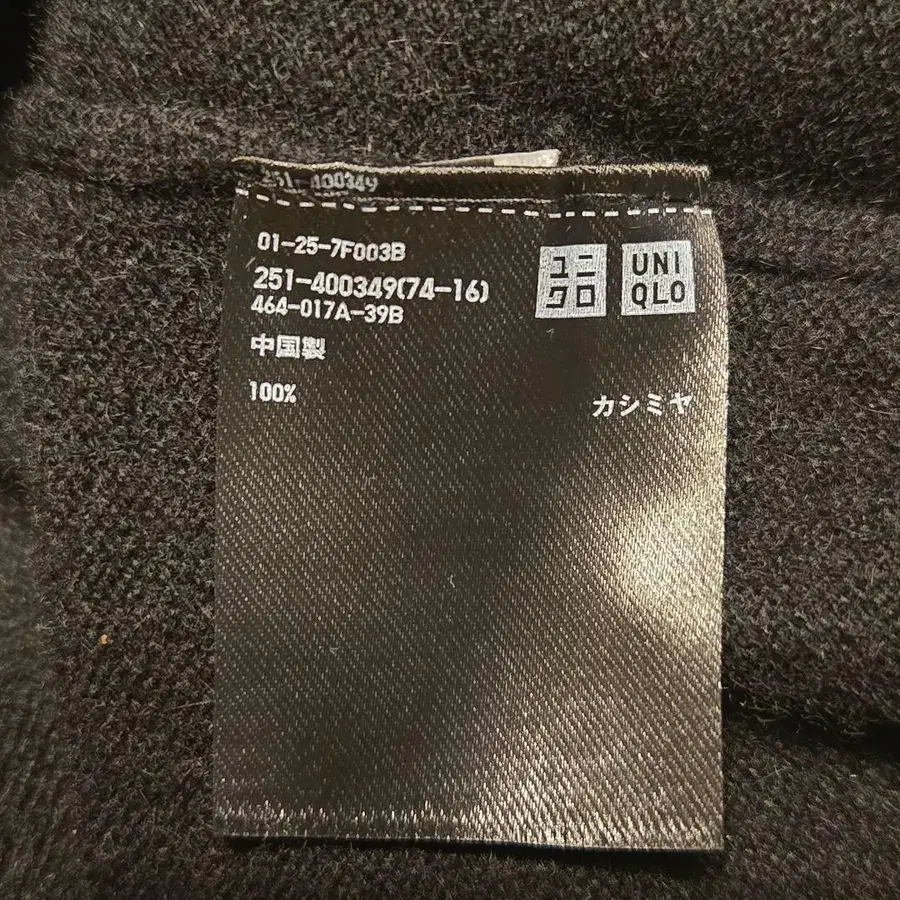 251-400349
01-25-7F003B
251-400349(74-16)
464-017A-39B
ユニ
クロ
UNI
QLO
中国製
100% カシミヤ